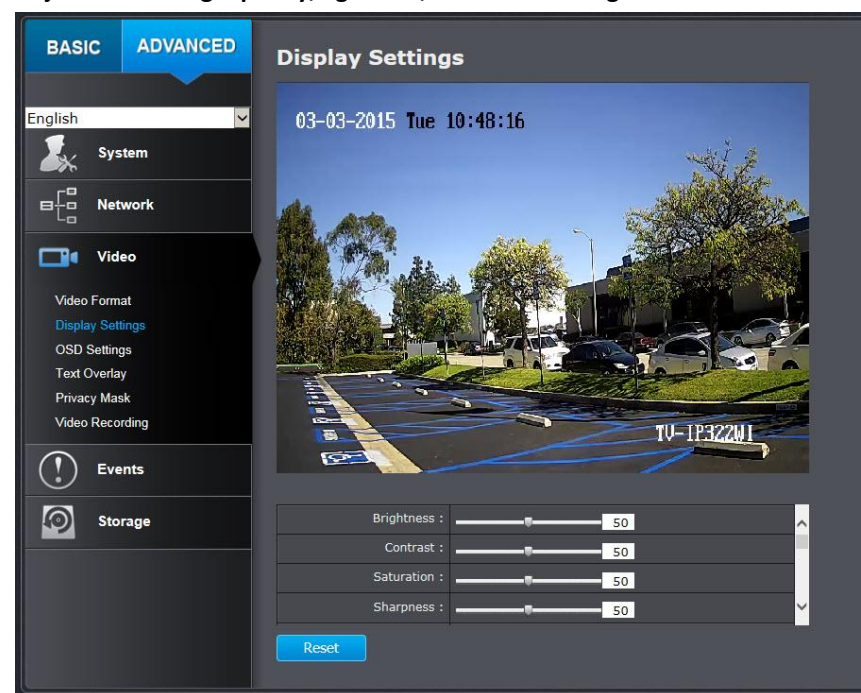 BASIC
ADVANCED
English
System
Network
Video
Video Format
Display Settings
OSD Settings
Text Overlay
Privacy Mask
Video Recording
Events
Storage
Display Settings
03-03-2015 Tue 10:48:16
TV-IP322WI
Brightness : 50
Contrast : 50
Saturation : 50
Sharpness : 50
Reset